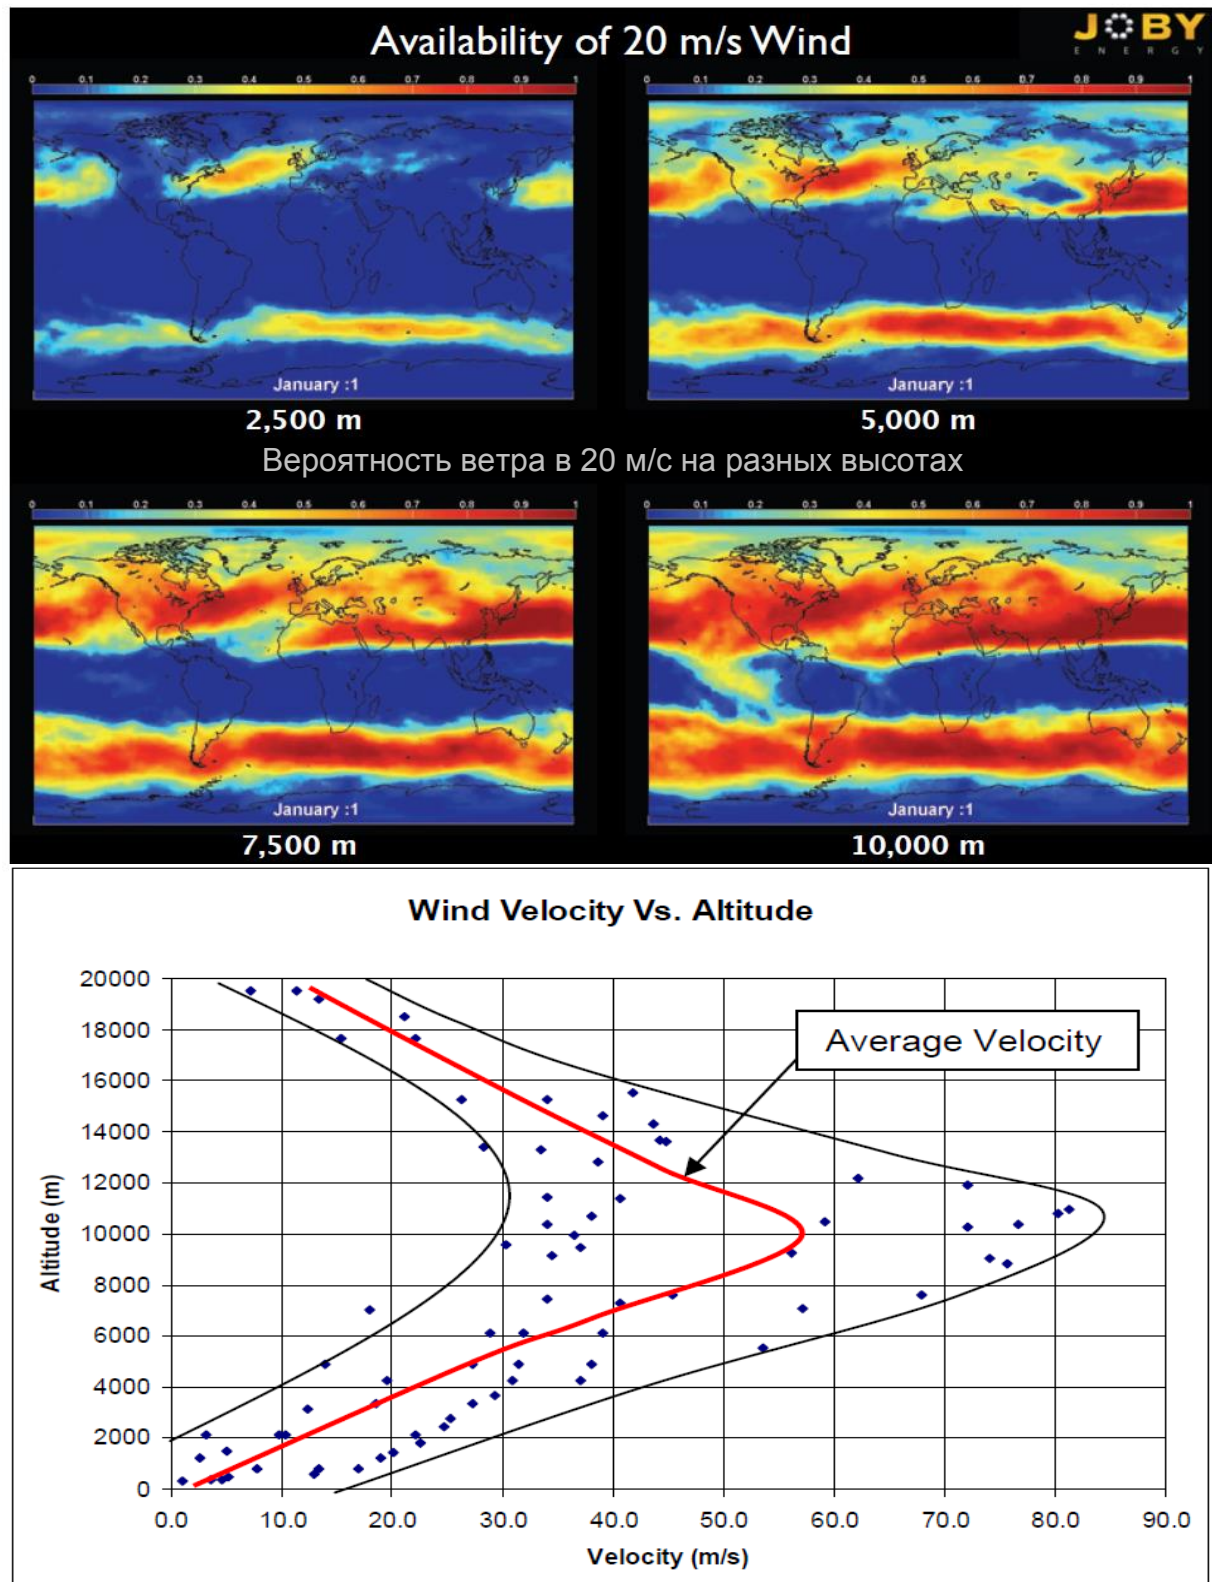 Availability of 20 m/s Wind
JOBY
ENERGY
0 0.1 0.2 0.3 0.4 0.5 0.6 0.7 0.8 0.9 1
0 0.1 0.2 0.3 0.4 0.5 0.6 0.7 0.8 0.9 1
January :1
January :1
2,500 m
5,000 m
Вероятность ветра в 20 м/с на разных высотах
0 0.1 0.2 0.3 0.4 0.5 0.6 0.7 0.8 0.9 1
0 0.1 0.2 0.3 0.4 0.5 0.6 0.7 0.8 0.9 1
January :1
January :1
7,500 m
10,000 m
Wind Velocity Vs. Altitude
20000
18000
16000
14000
12000
10000
8000
6000
4000
2000
0
Altitude (m)
Average Velocity
0.0 10.0 20.0 30.0 40.0 50.0 60.0 70.0 80.0 90.0
Velocity (m/s)